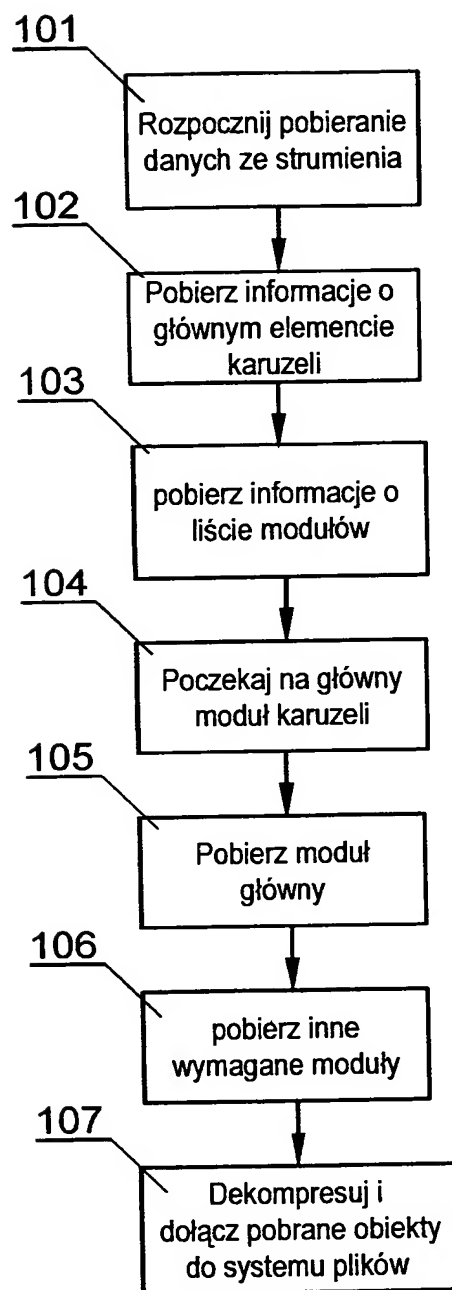 101
Rozpocznij pobieranie
danych ze strumienia
102
Pobierz informacje o
głównym elemencie
karuzeli
103
pobierz informacje o
liście modułów
104
Poczekaj na główny
moduł karuzeli
105
Pobierz moduł
główny
106
pobierz inne
wymagane moduły
107
Dekompresuj i
dołącz pobrane obiekty
do systemu plików